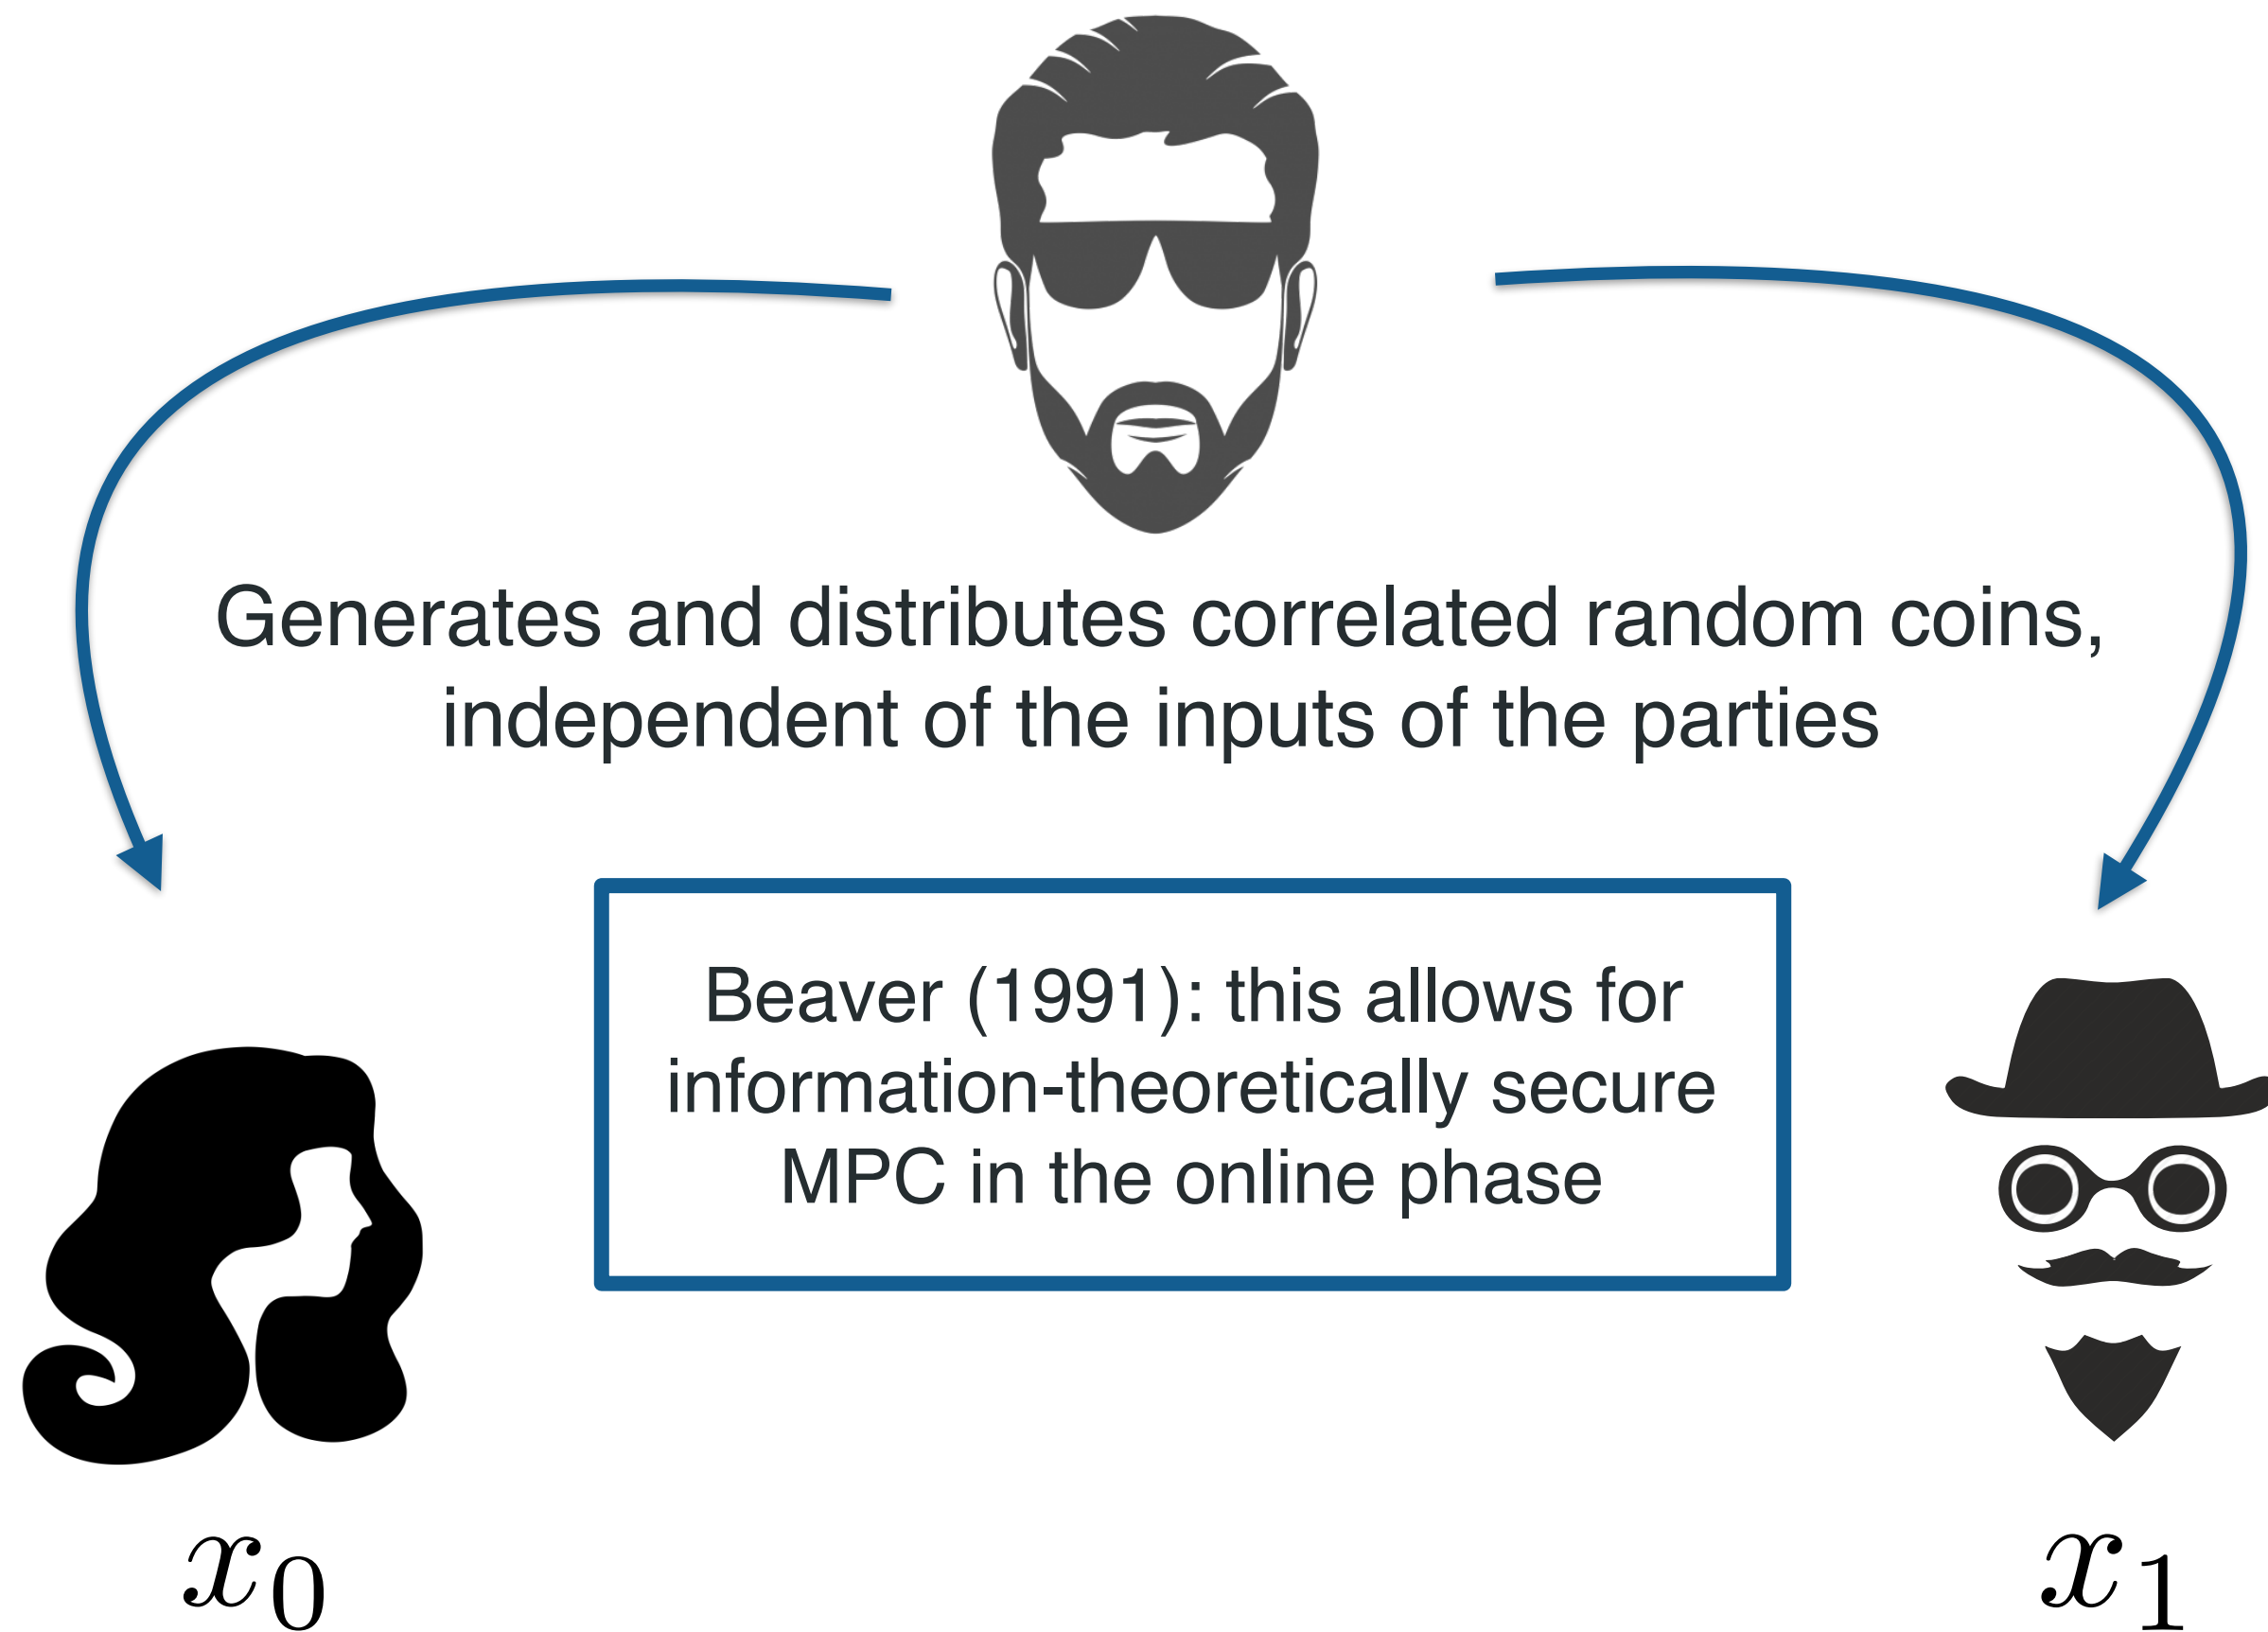 Generates and distributes correlated random coins,
independent of the inputs of the parties
Beaver (1991): this allows for
information-theoretically secure
MPC in the online phase
x₀
x₁